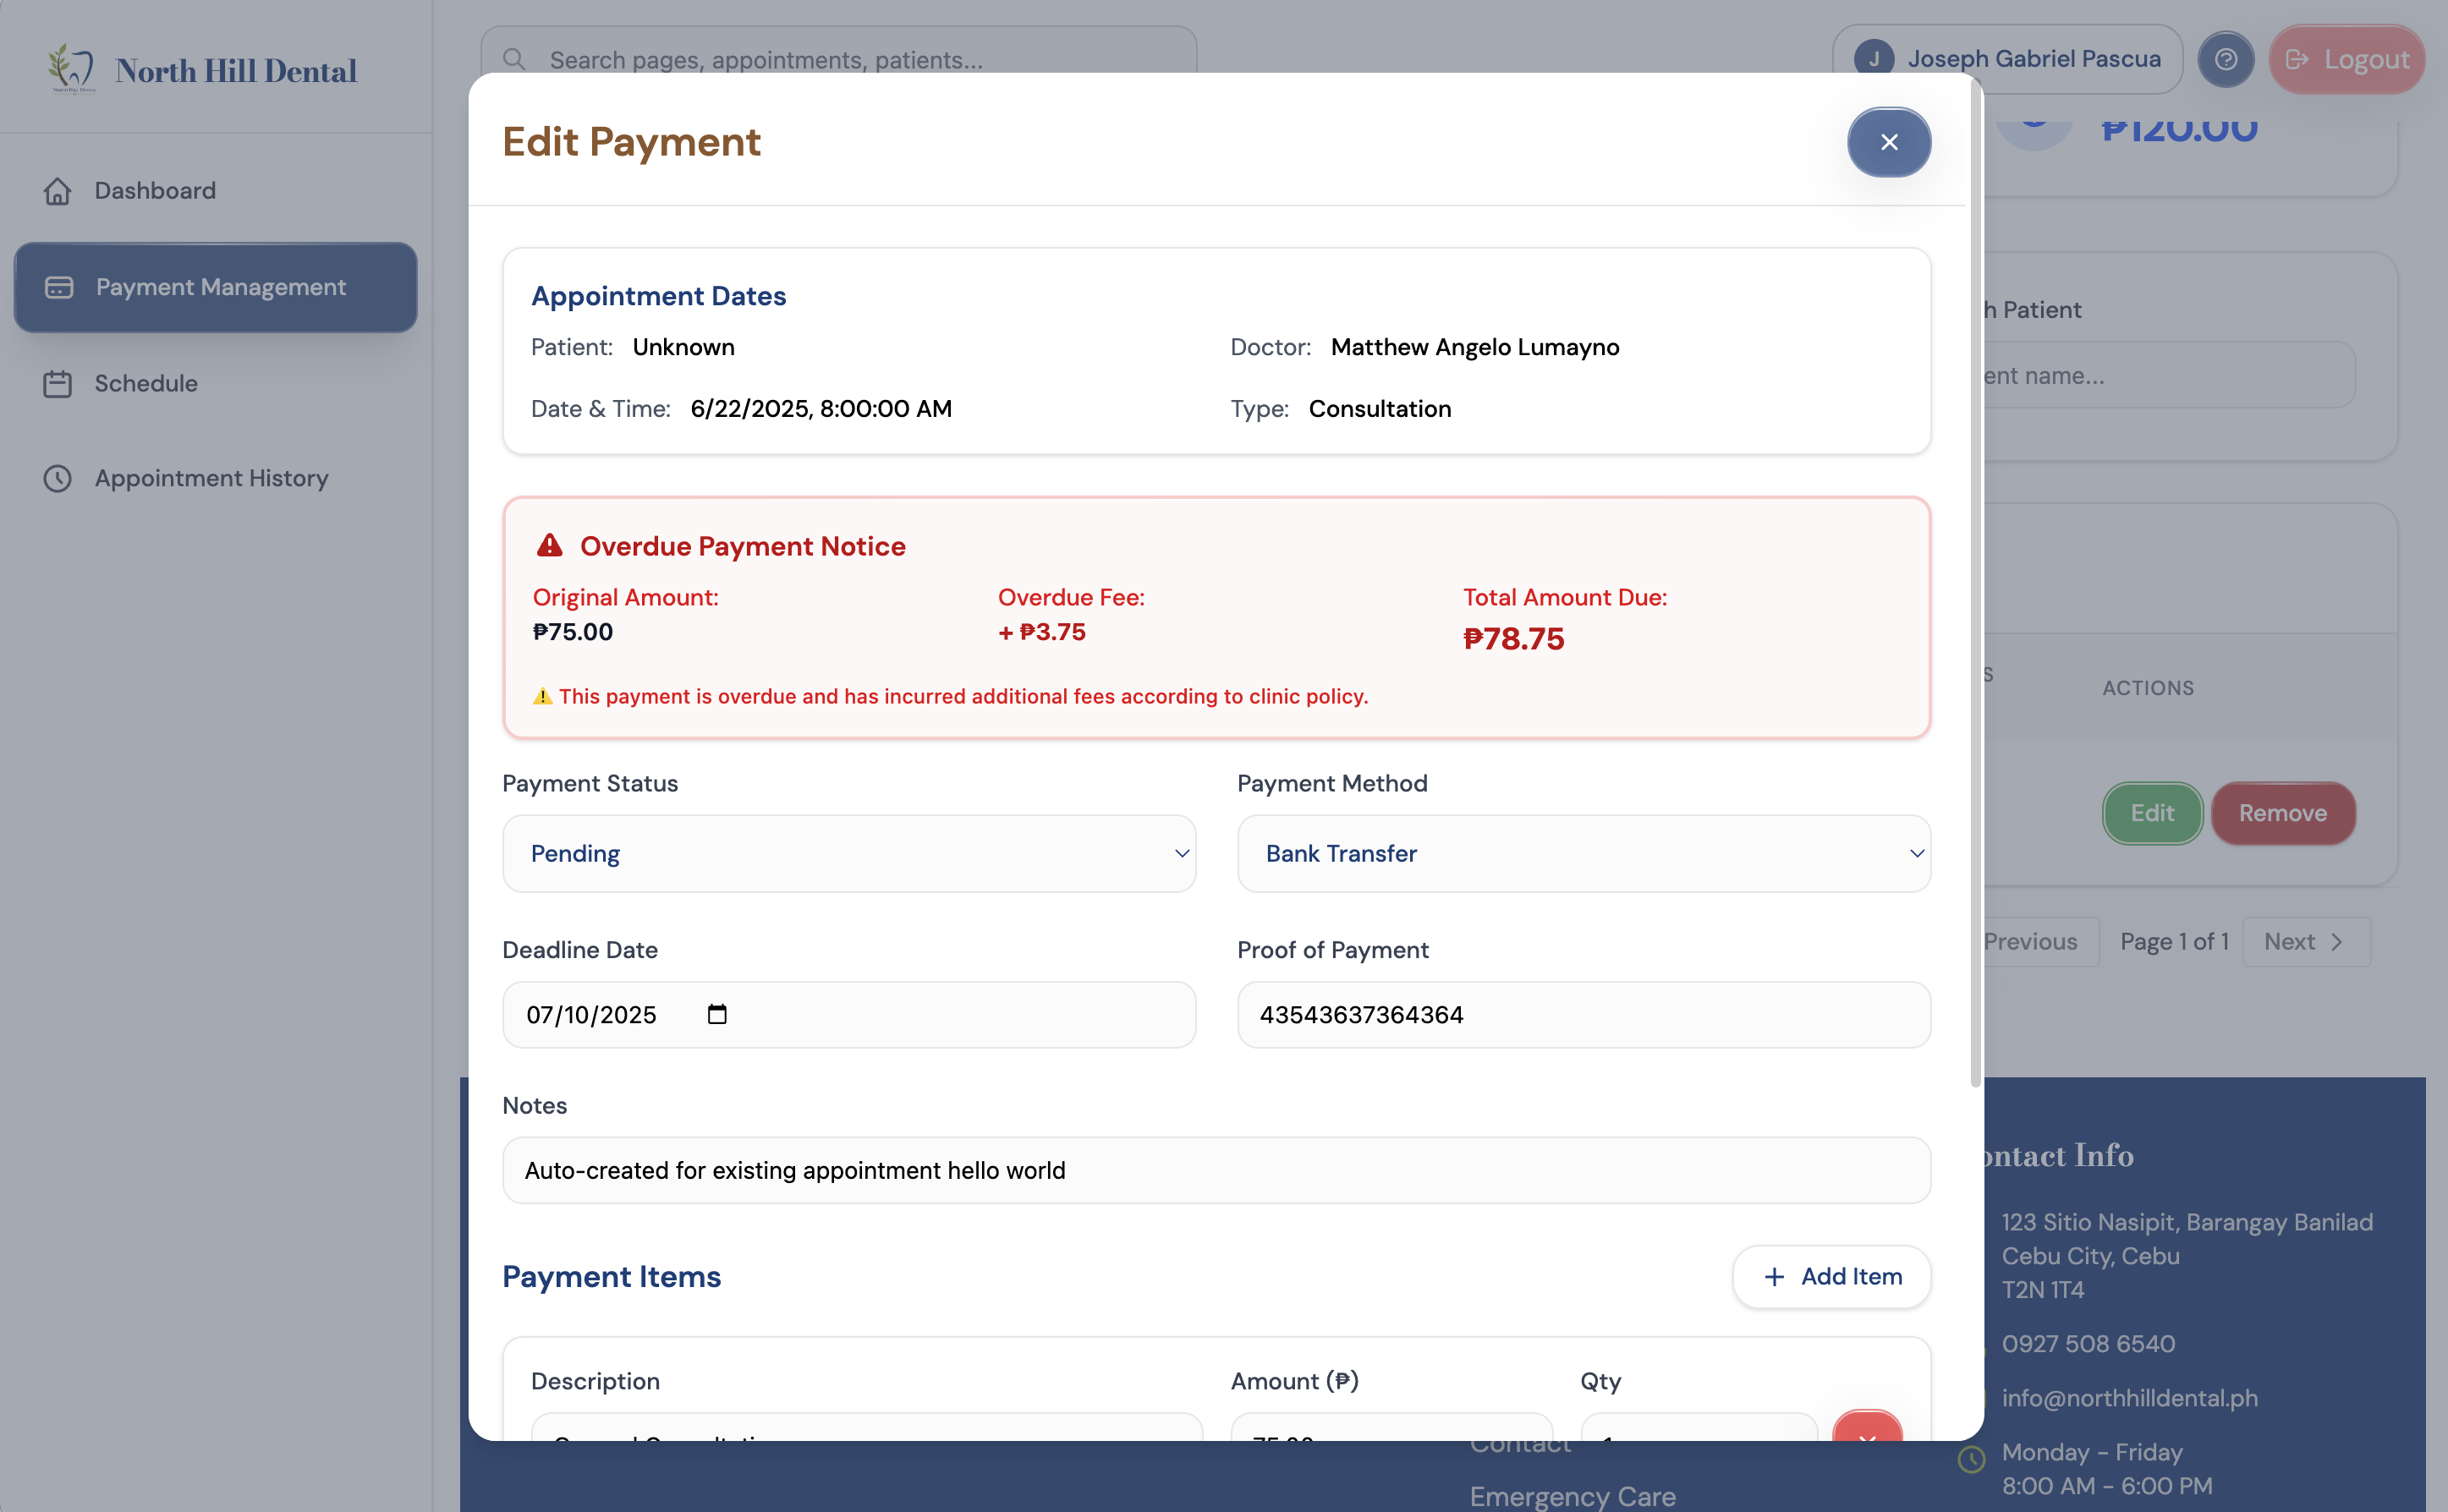 North Hill Dental
Search pages, appointments, patients...
J Joseph Gabriel Pascua
Logout
Dashboard
Payment Management
Schedule
Appointment History
Edit Payment
Appointment Dates
Patient: Unknown
Doctor: Matthew Angelo Lumayno
Date & Time: 6/22/2025, 8:00:00 AM
Type: Consultation
Overdue Payment Notice
Original Amount:
₱75.00
Overdue Fee:
+ ₱3.75
Total Amount Due:
₱78.75
⚠ This payment is overdue and has incurred additional fees according to clinic policy.
Payment Status
Pending
Payment Method
Bank Transfer
Deadline Date
07/10/2025
Proof of Payment
43543637364364
Notes
Auto-created for existing appointment hello world
Payment Items
+ Add Item
Description
Amount (₱)
Qty
₱120.00
Patient
name...
ACTIONS
Edit
Remove
Previous
Page 1 of 1
Next
Info
123 Sitio Nasipit, Barangay Banilad
Cebu City, Cebu
T2N 1T4
0927 508 6540
info@northhilldental.ph
Monday - Friday
8:00 AM - 6:00 PM
Contact
Emergency Care